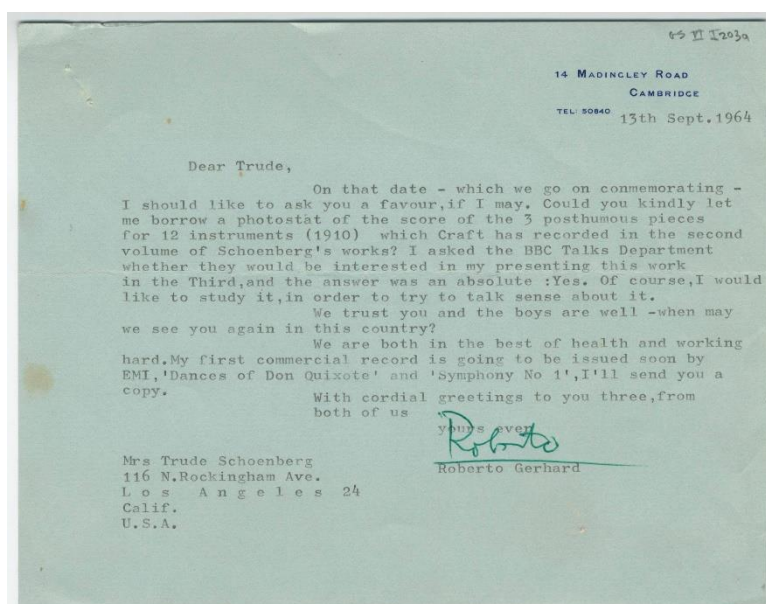 GS VI I203a
14 MADINGLEY ROAD
CAMBRIDGE
TEL: 50840
13th Sept.1964
Dear Trude,
On that date - which we go on conmemorating -
I should like to ask you a favour,if I may. Could you kindly let
me borrow a photostat of the score of the 3 posthumous pieces
for 12 instruments (1910) which Craft has recorded in the second
volume of Schoenberg's works? I asked the BBC Talks Department
whether they would be interested in my presenting this work
in the Third,and the answer was an absolute :Yes. Of course,I would
like to study it,in order to try to talk sense about it.
We trust you and the boys are well -when may
we see you again in this country?
We are both in the best of health and working
hard.My first commercial record is going to be issued soon by
EMI,'Dances of Don Quixote' and 'Symphony No 1',I'll send you a
copy.
With cordial greetings to you three,from
both of us
yours ever
Roberto
Roberto Gerhard
Mrs Trude Schoenberg
116 N.Rockingham Ave.
L o s  A n g e l e s  24
Calif.
U.S.A.